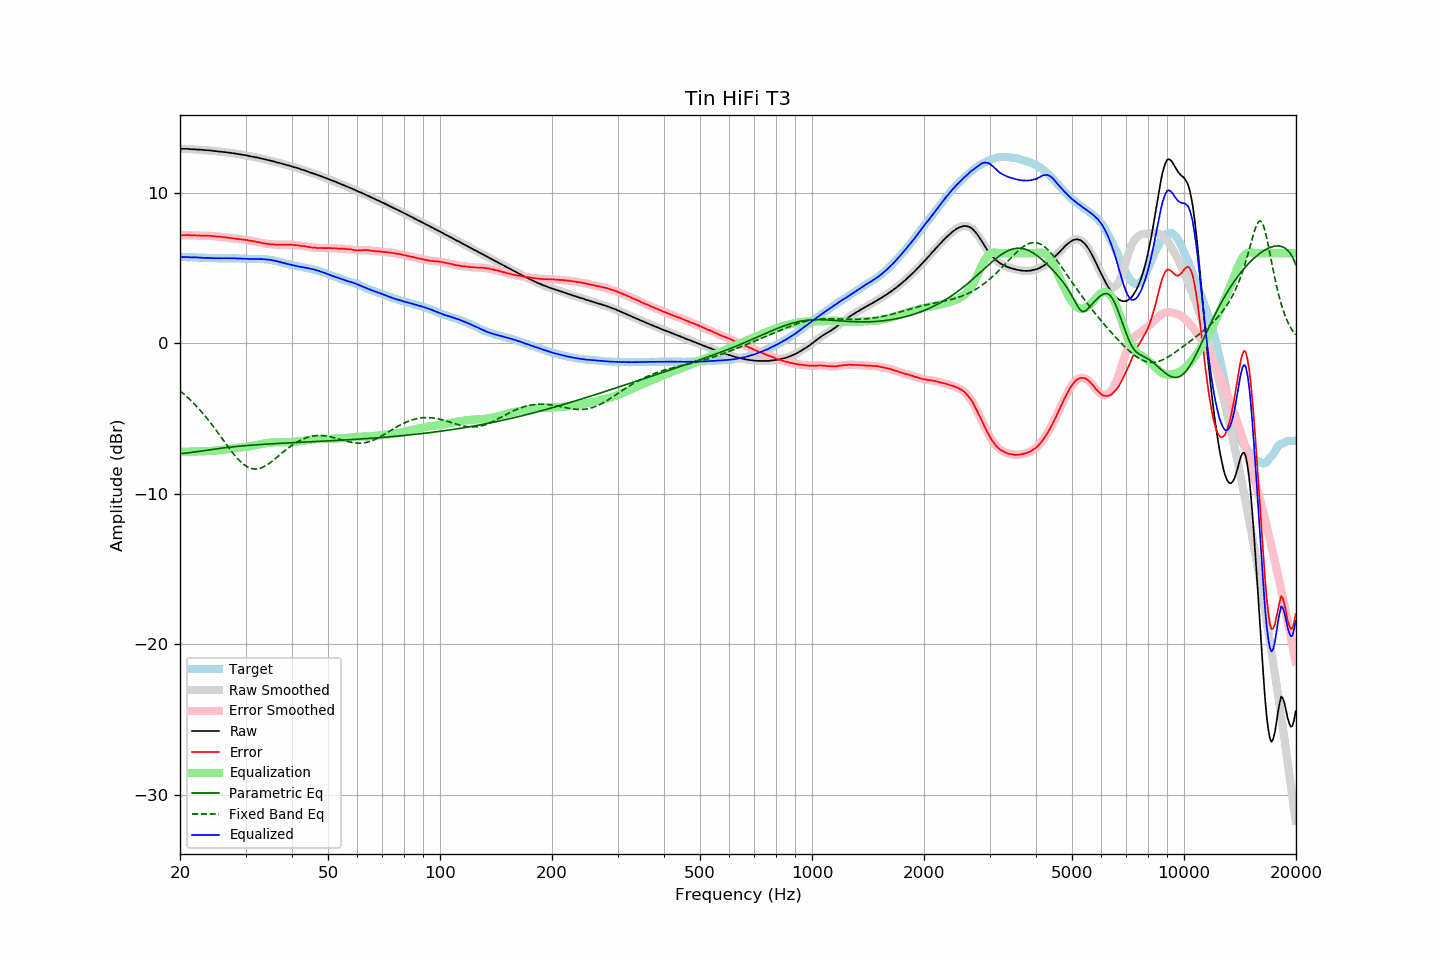 Tin HiFi T3
Amplitude (dBr)
10
0
−10
−20
−30
Target
Raw Smoothed
Error Smoothed
Raw
Error
Equalization
Parametric Eq
Fixed Band Eq
Equalized
20 50 100 200 500 1000 2000 5000 10000 20000
Frequency (Hz)